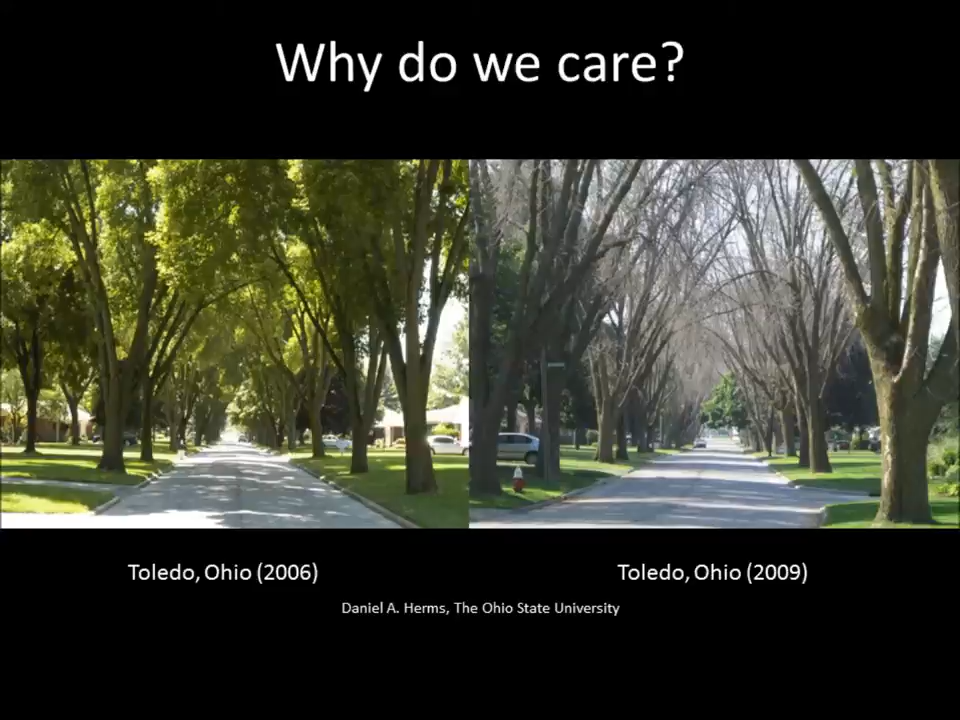 Why do we care?
Toledo, Ohio (2006)
Toledo, Ohio (2009)
Daniel A. Herms, The Ohio State University